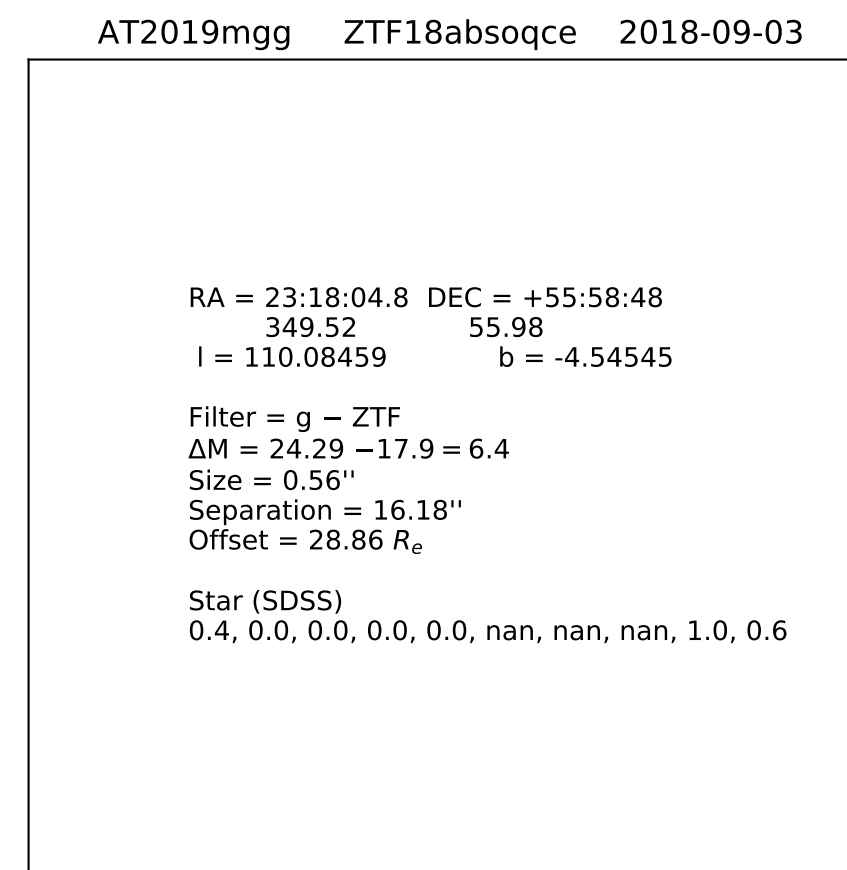 AT2019mgg ZTF18absoqce 2018-09-03
RA = 23:18:04.8 DEC = +55:58:48
349.52 55.98
l = 110.08459 b = -4.54545
Filter = g − ZTF
ΔM = 24.29 −17.9 = 6.4
Size = 0.56''
Separation = 16.18''
Offset = 28.86 Rₑ
Star (SDSS)
0.4, 0.0, 0.0, 0.0, 0.0, nan, nan, nan, 1.0, 0.6